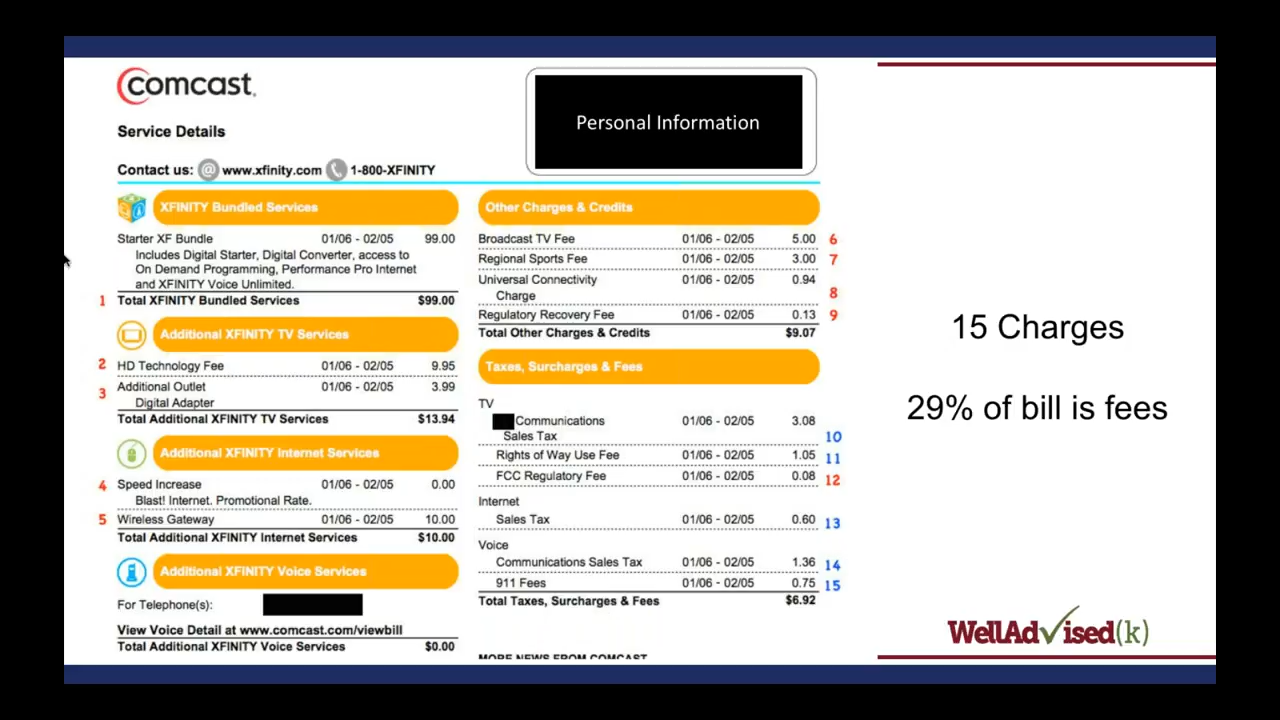 comcast.
Personal Information
Service Details
Contact us: @ www.xfinity.com 1-800-XFINITY
XFINITY Bundled Services
Starter XF Bundle 01/06 - 02/05 99.00
Includes Digital Starter, Digital Converter, access to
On Demand Programming, Performance Pro Internet
and XFINITY Voice Unlimited.
1 Total XFINITY Bundled Services $99.00
Additional XFINITY TV Services
2 HD Technology Fee 01/06 - 02/05 9.95
3 Additional Outlet 01/06 - 02/05 3.99
Digital Adapter
Total Additional XFINITY TV Services $13.94
Additional XFINITY Internet Services
4 Speed Increase 01/06 - 02/05 0.00
Blast! Internet. Promotional Rate.
5 Wireless Gateway 01/06 - 02/05 10.00
Total Additional XFINITY Internet Services $10.00
Additional XFINITY Voice Services
For Telephone(s):
View Voice Detail at www.comcast.com/viewbill
Total Additional XFINITY Voice Services $0.00
Other Charges & Credits
Broadcast TV Fee 01/06 - 02/05 5.00 6
Regional Sports Fee 01/06 - 02/05 3.00 7
Universal Connectivity 01/06 - 02/05 0.94
Charge 8
Regulatory Recovery Fee 01/06 - 02/05 0.13 9
Total Other Charges & Credits $9.07
Taxes, Surcharges & Fees
TV
Communications 01/06 - 02/05 3.08
Sales Tax 10
Rights of Way Use Fee 01/06 - 02/05 1.05 11
FCC Regulatory Fee 01/06 - 02/05 0.08 12
Internet
Sales Tax 01/06 - 02/05 0.60 13
Voice
Communications Sales Tax 01/06 - 02/05 1.36 14
911 Fees 01/06 - 02/05 0.75 15
Total Taxes, Surcharges & Fees $6.92
MORE NEWS FROM COMCAST
15 Charges
29% of bill is fees
WellAdvised(k)